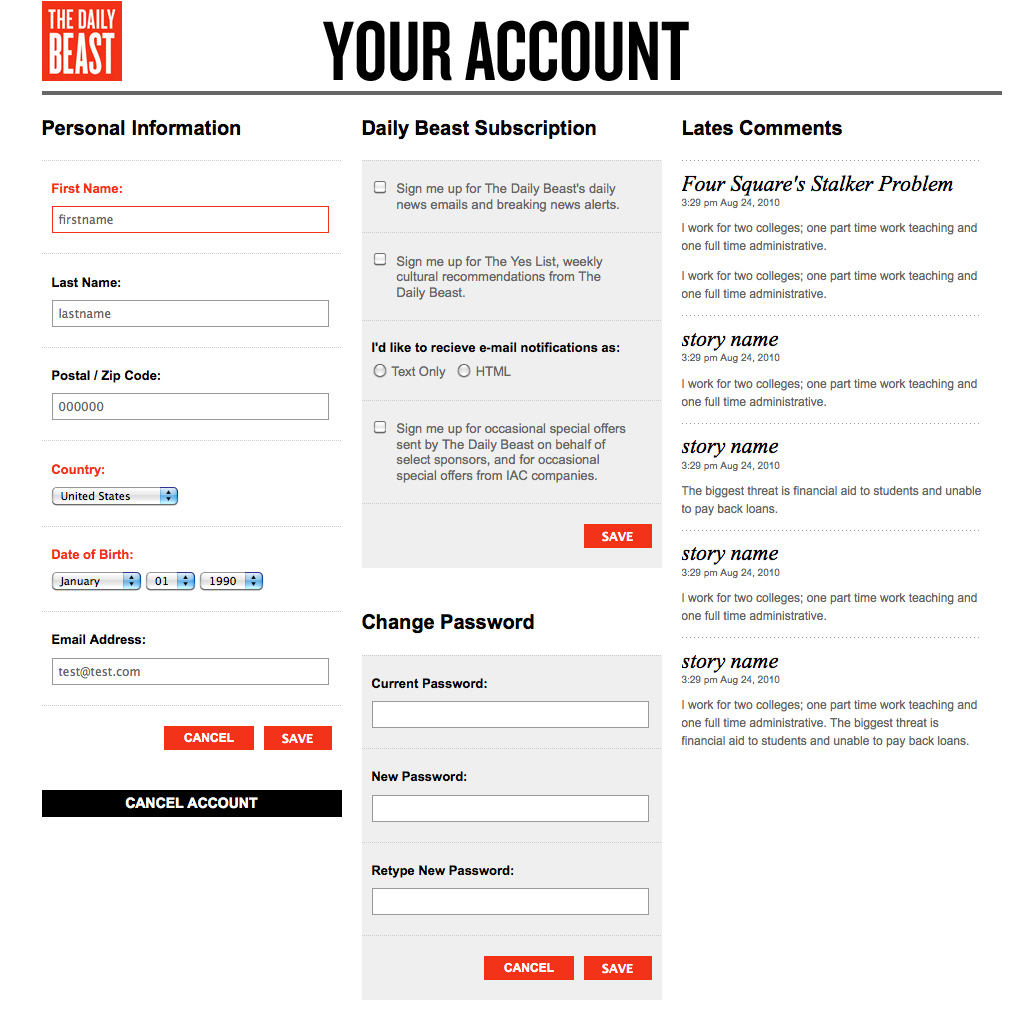 THE DAILY
BEAST
YOUR ACCOUNT
Personal Information
First Name:
firstname
Last Name:
lastname
Postal / Zip Code:
000000
Country:
United States
Date of Birth:
January 01 1990
Email Address:
test@test.com
CANCEL SAVE
CANCEL ACCOUNT
Daily Beast Subscription
Sign me up for The Daily Beast's daily
news emails and breaking news alerts.
Sign me up for The Yes List, weekly
cultural recommendations from The
Daily Beast.
I'd like to recieve e-mail notifications as:
Text Only HTML
Sign me up for occasional special offers
sent by The Daily Beast on behalf of
select sponsors, and for occasional
special offers from IAC companies.
SAVE
Change Password
Current Password:
New Password:
Retype New Password:
CANCEL SAVE
Lates Comments
Four Square's Stalker Problem
3:29 pm Aug 24, 2010
I work for two colleges; one part time work teaching and
one full time administrative.
I work for two colleges; one part time work teaching and
one full time administrative.
story name
3:29 pm Aug 24, 2010
I work for two colleges; one part time work teaching and
one full time administrative.
story name
3:29 pm Aug 24, 2010
The biggest threat is financial aid to students and unable
to pay back loans.
story name
3:29 pm Aug 24, 2010
I work for two colleges; one part time work teaching and
one full time administrative.
story name
3:29 pm Aug 24, 2010
I work for two colleges; one part time work teaching and
one full time administrative. The biggest threat is
financial aid to students and unable to pay back loans.